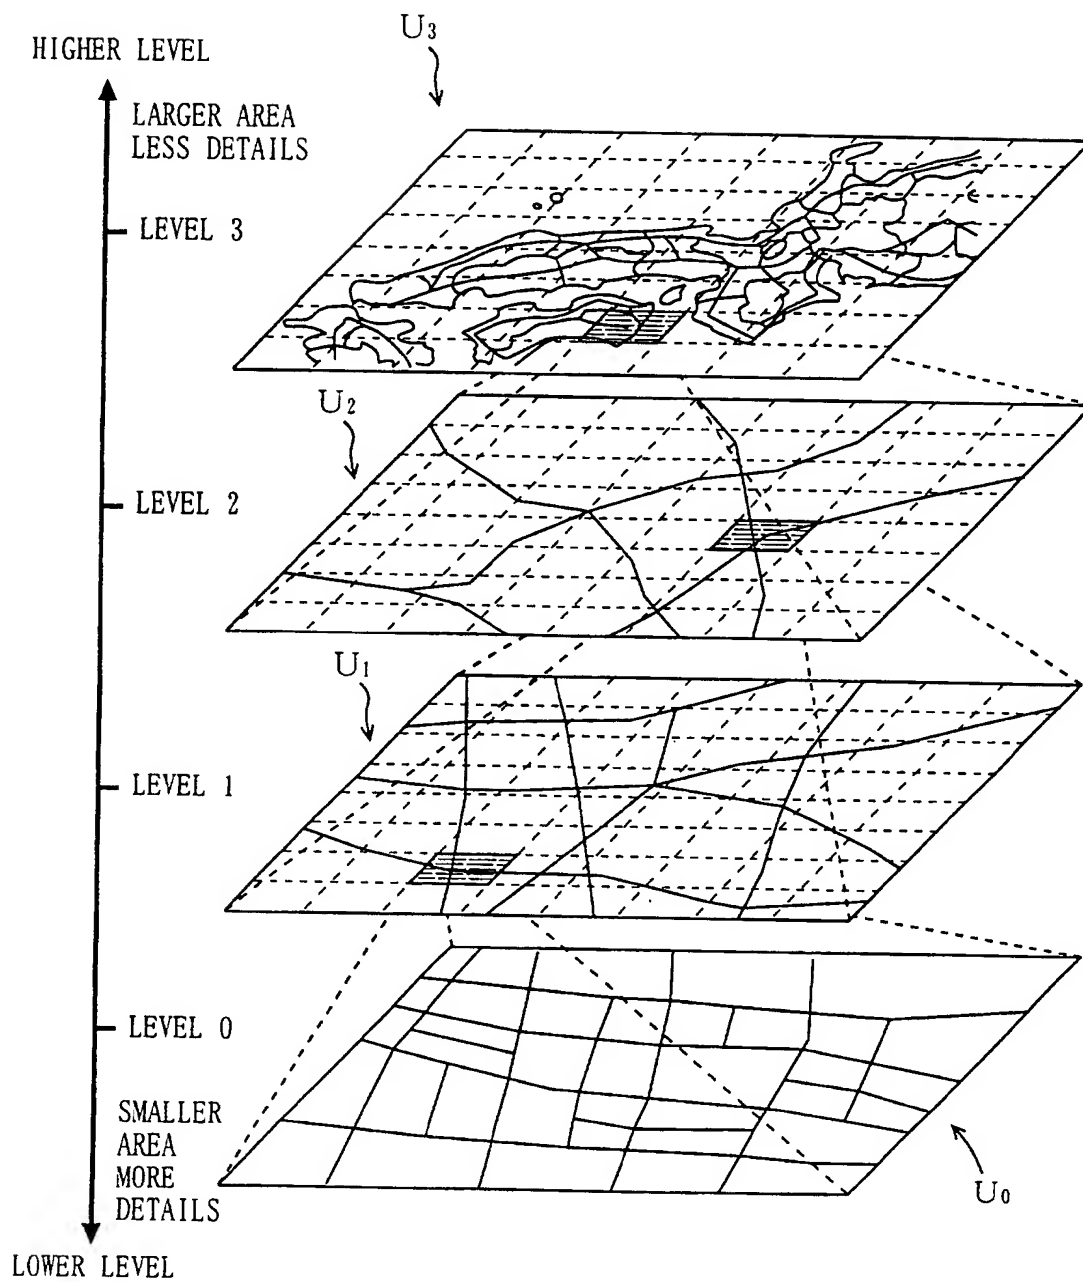 U3
HIGHER LEVEL
LARGER AREA
LESS DETAILS
LEVEL 3
U2
LEVEL 2
U1
LEVEL 1
LEVEL 0
SMALLER
AREA
MORE
DETAILS
U0
LOWER LEVEL